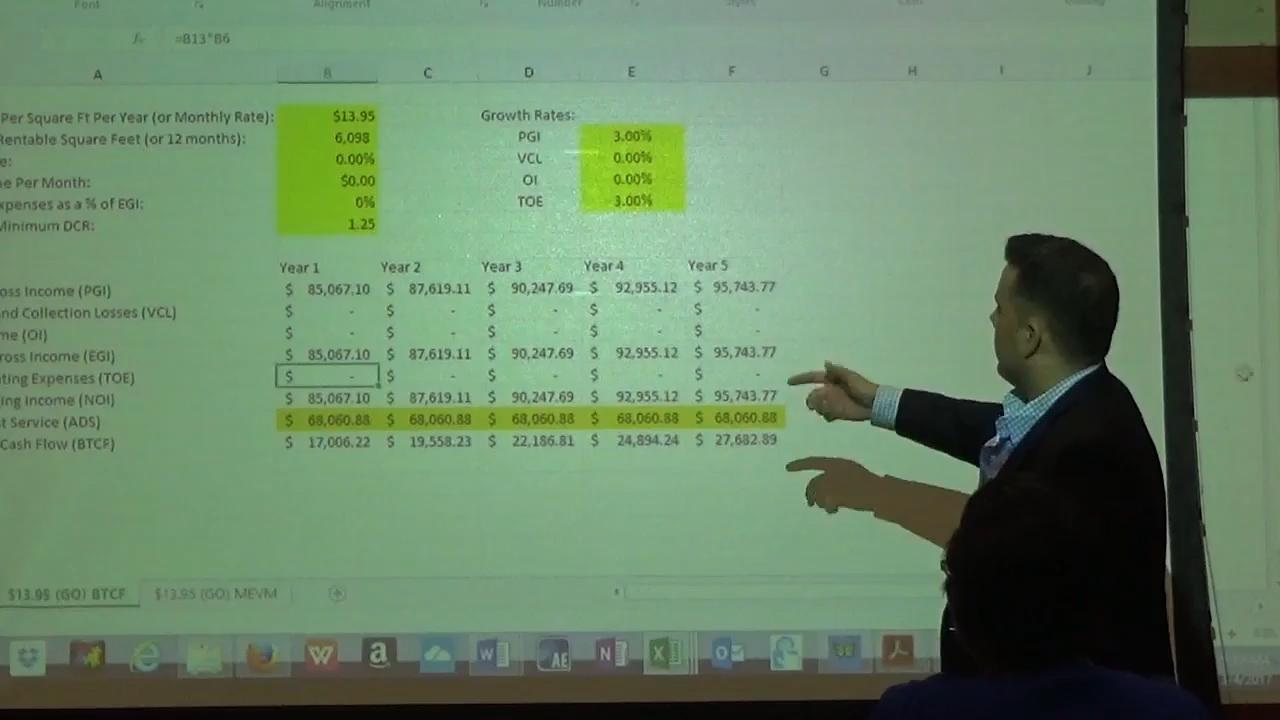 Font Alignment Number Styles
fx =B13*B6
A B C D E F G H I J
Per Square Ft Per Year (or Monthly Rate): $13.95 Growth Rates:
Rentable Square Feet (or 12 months): 6,098 PGI 3.00%
e: 0.00% VCL 0.00%
e Per Month: $0.00 OI 0.00%
xpenses as a % of EGI: 0% TOE 3.00%
Minimum DCR: 1.25
Year 1 Year 2 Year 3 Year 4 Year 5
oss Income (PGI) $ 85,067.10 $ 87,619.11 $ 90,247.69 $ 92,955.12 $ 95,743.77
nd Collection Losses (VCL) $ - $ - $ - $ - $ -
me (OI) $ - $ - $ - $ - $ -
ross Income (EGI) $ 85,067.10 $ 87,619.11 $ 90,247.69 $ 92,955.12 $ 95,743.77
ting Expenses (TOE) $ - $ - $ - $ - $ -
ing Income (NOI) $ 85,067.10 $ 87,619.11 $ 90,247.69 $ 92,955.12 $ 95,743.77
t Service (ADS) $ 68,060.88 $ 68,060.88 $ 68,060.88 $ 68,060.88 $ 68,060.88
Cash Flow (BTCF) $ 17,006.22 $ 19,558.23 $ 22,186.81 $ 24,894.24 $ 27,682.89
$13.95 (GO) BTCF $13.95 (GO) MEVM
W a W AE N X O
/4/2017